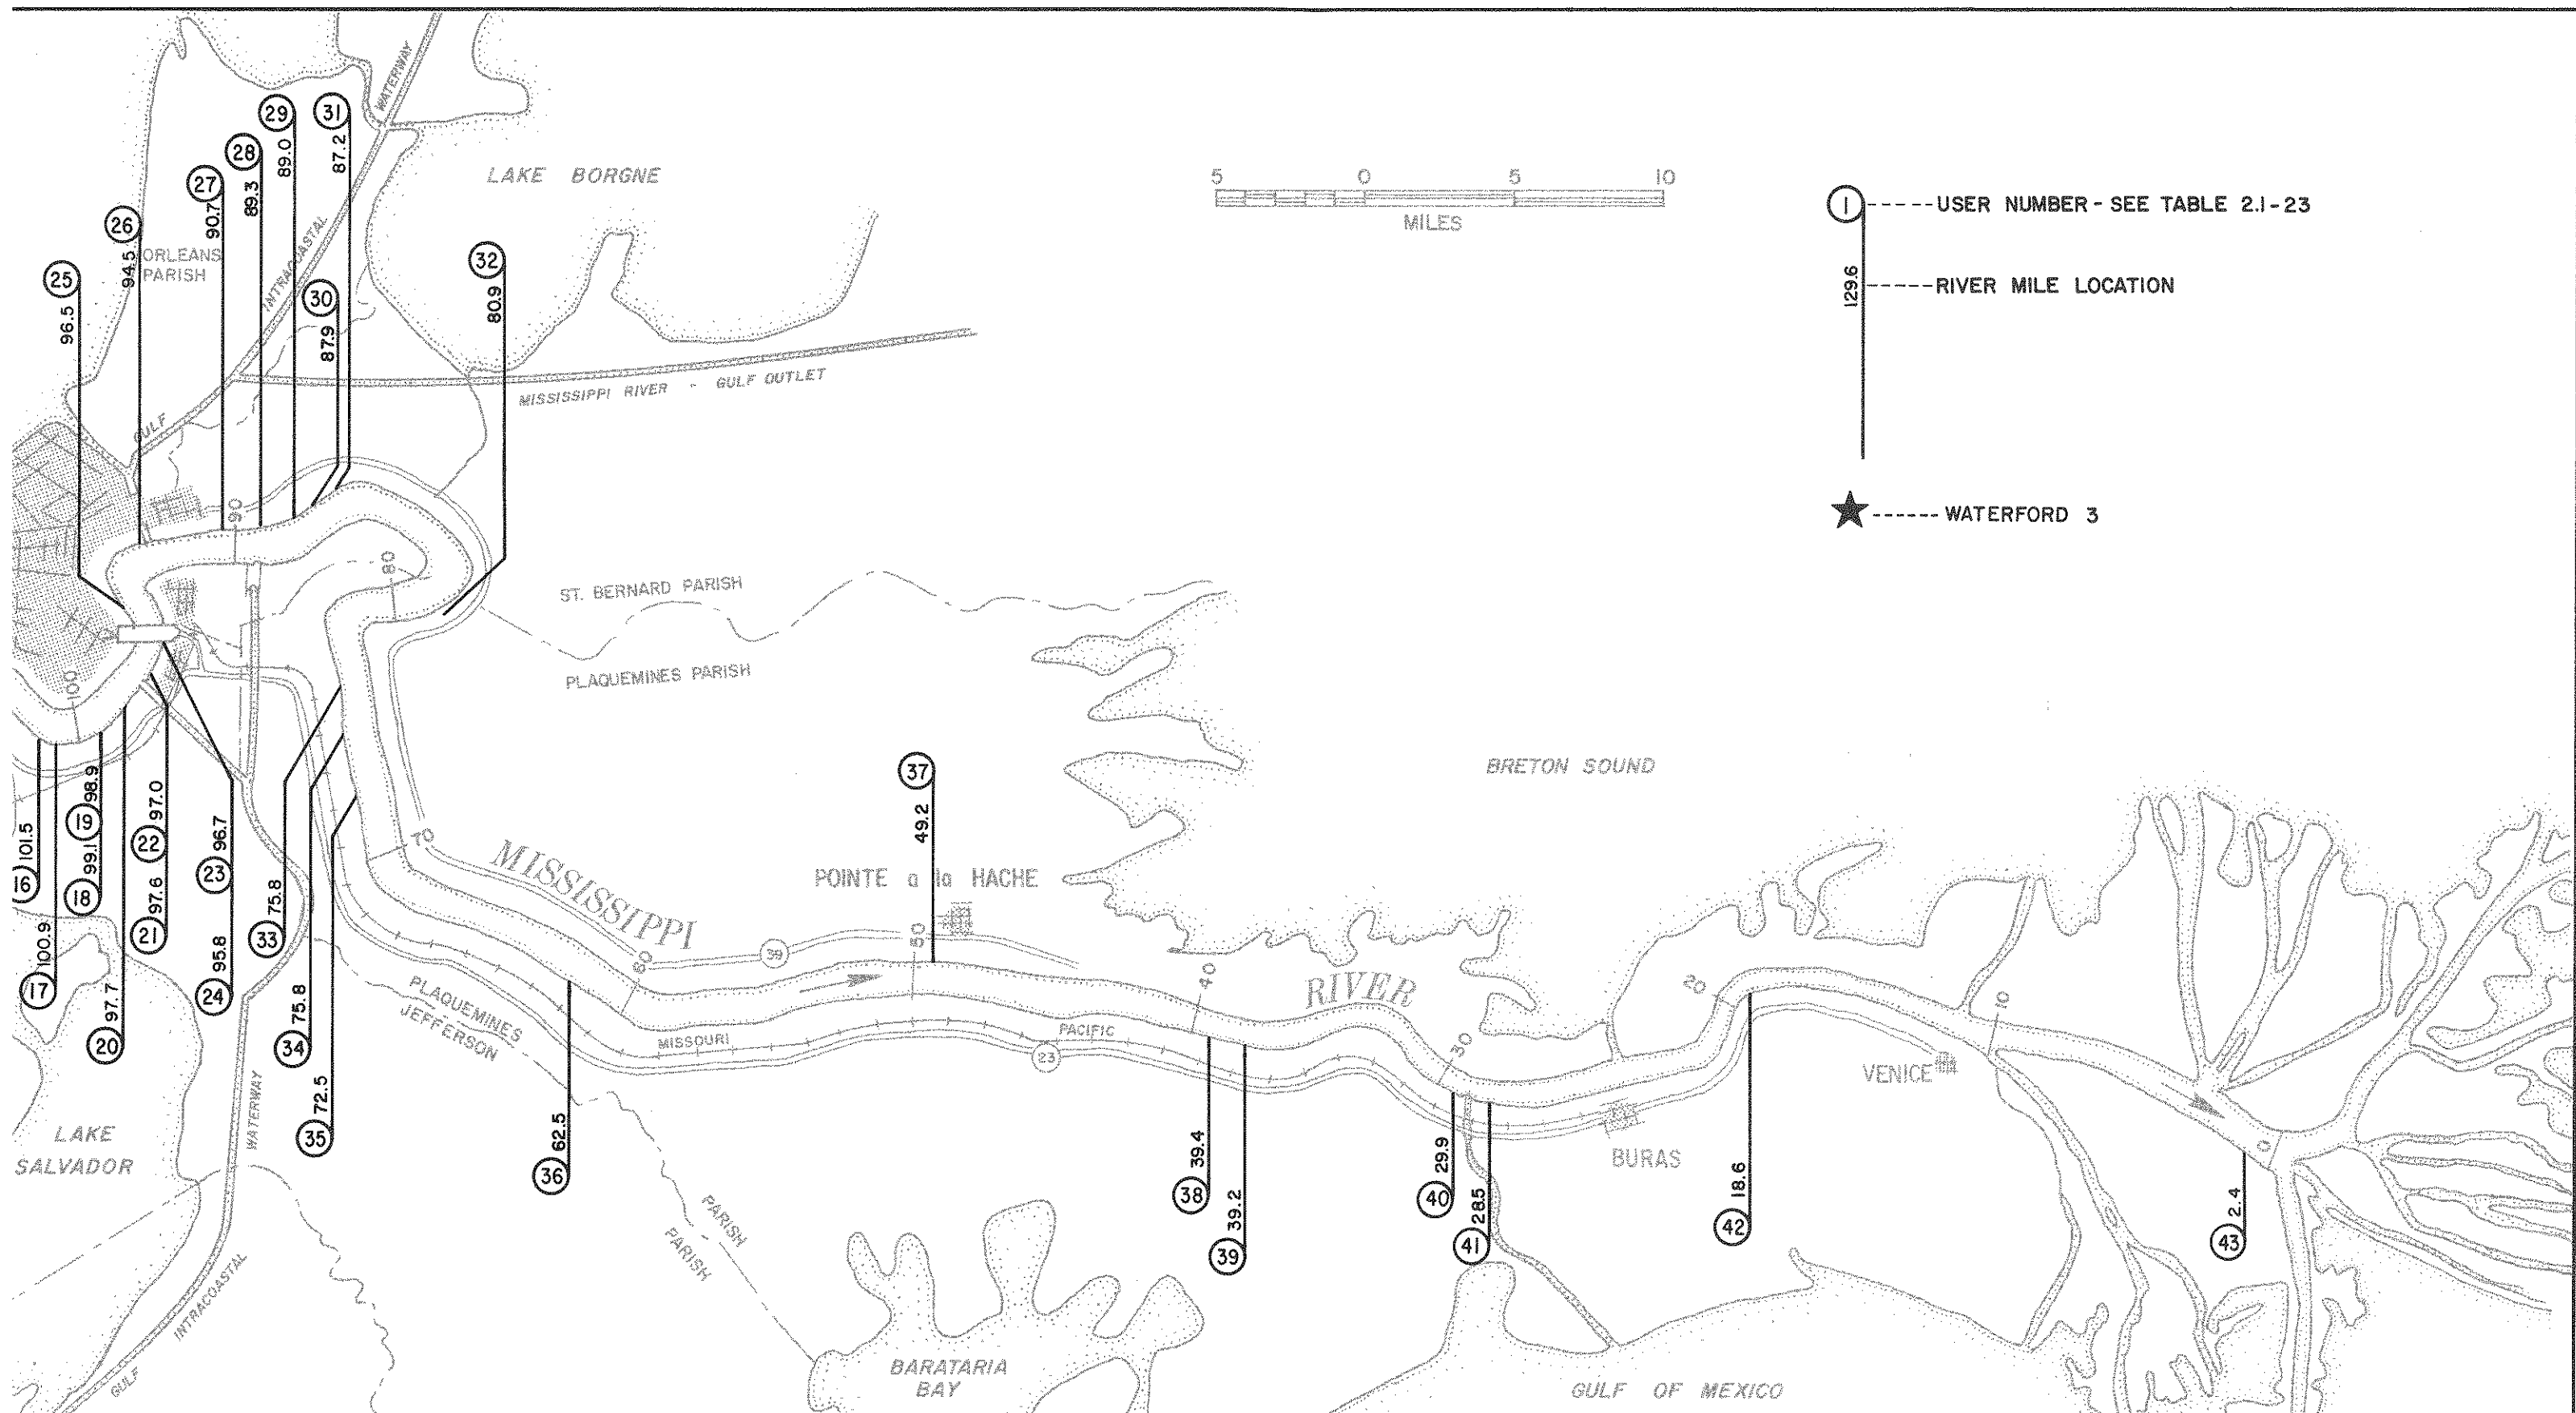 29
31
WATERWAY
89.0
87.2
28
89.3
27
90.7
26
94.5
ORLEANS
PARISH
25
96.5
INTRACOASTAL
30
87.9
32
80.9
LAKE BORGNE
GULF
MISSISSIPPI RIVER - GULF OUTLET
5 0 5 10
MILES
1 ----- USER NUMBER - SEE TABLE 2.1-23
129.6 ----- RIVER MILE LOCATION
------ WATERFORD 3
90
80
100
ST. BERNARD PARISH
PLAQUEMINES PARISH
BRETON SOUND
16 101.5
17 100.9
19 98.9
18 99.1
20 97.7
22 97.0
21 97.6
23 96.7
24 95.8
33 75.8
34 75.8
35 72.5
70
MISSISSIPPI
37
49.2
POINTE a la HACHE
60
39
50
40
RIVER
PLAQUEMINES
JEFFERSON
MISSOURI
PACIFIC
23
30
20
10
VENICE
BURAS
0
36 62.5
38 39.4
39 39.2
40 29.9
41 28.5
42 18.6
43 2.4
LAKE
SALVADOR
WATERWAY
INTRACOASTAL
GULF
PARISH
PARISH
BARATARIA
BAY
GULF OF MEXICO